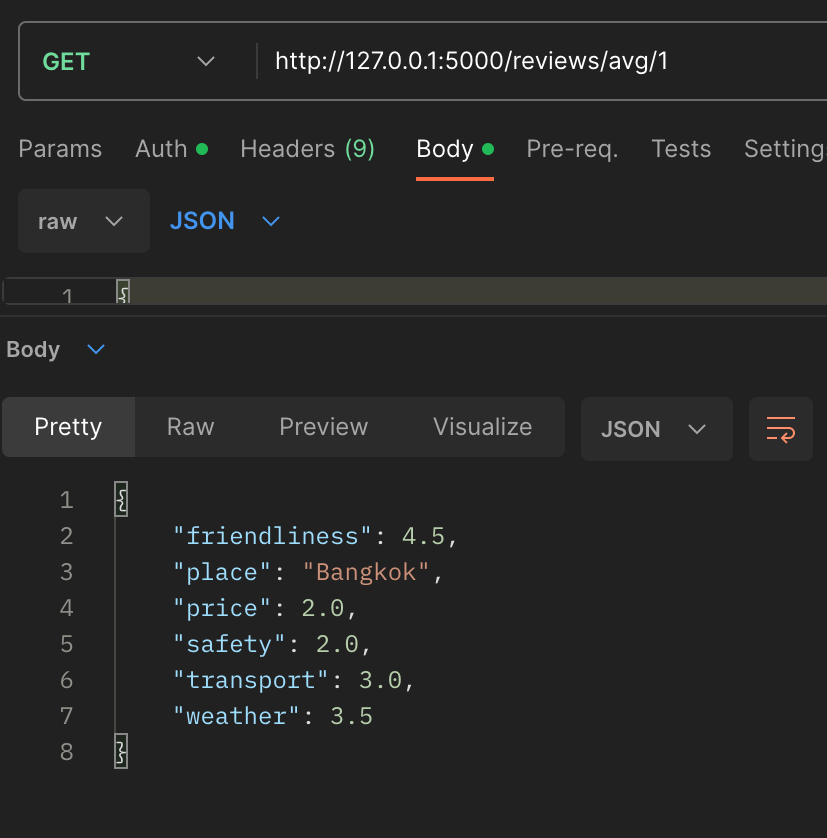 GET http://127.0.0.1:5000/reviews/avg/1
Params Auth Headers (9) Body Pre-req. Tests Setting
raw JSON
1 {
Body
Pretty Raw Preview Visualize JSON
1 {
2 "friendliness": 4.5,
3 "place": "Bangkok",
4 "price": 2.0,
5 "safety": 2.0,
6 "transport": 3.0,
7 "weather": 3.5
8 }